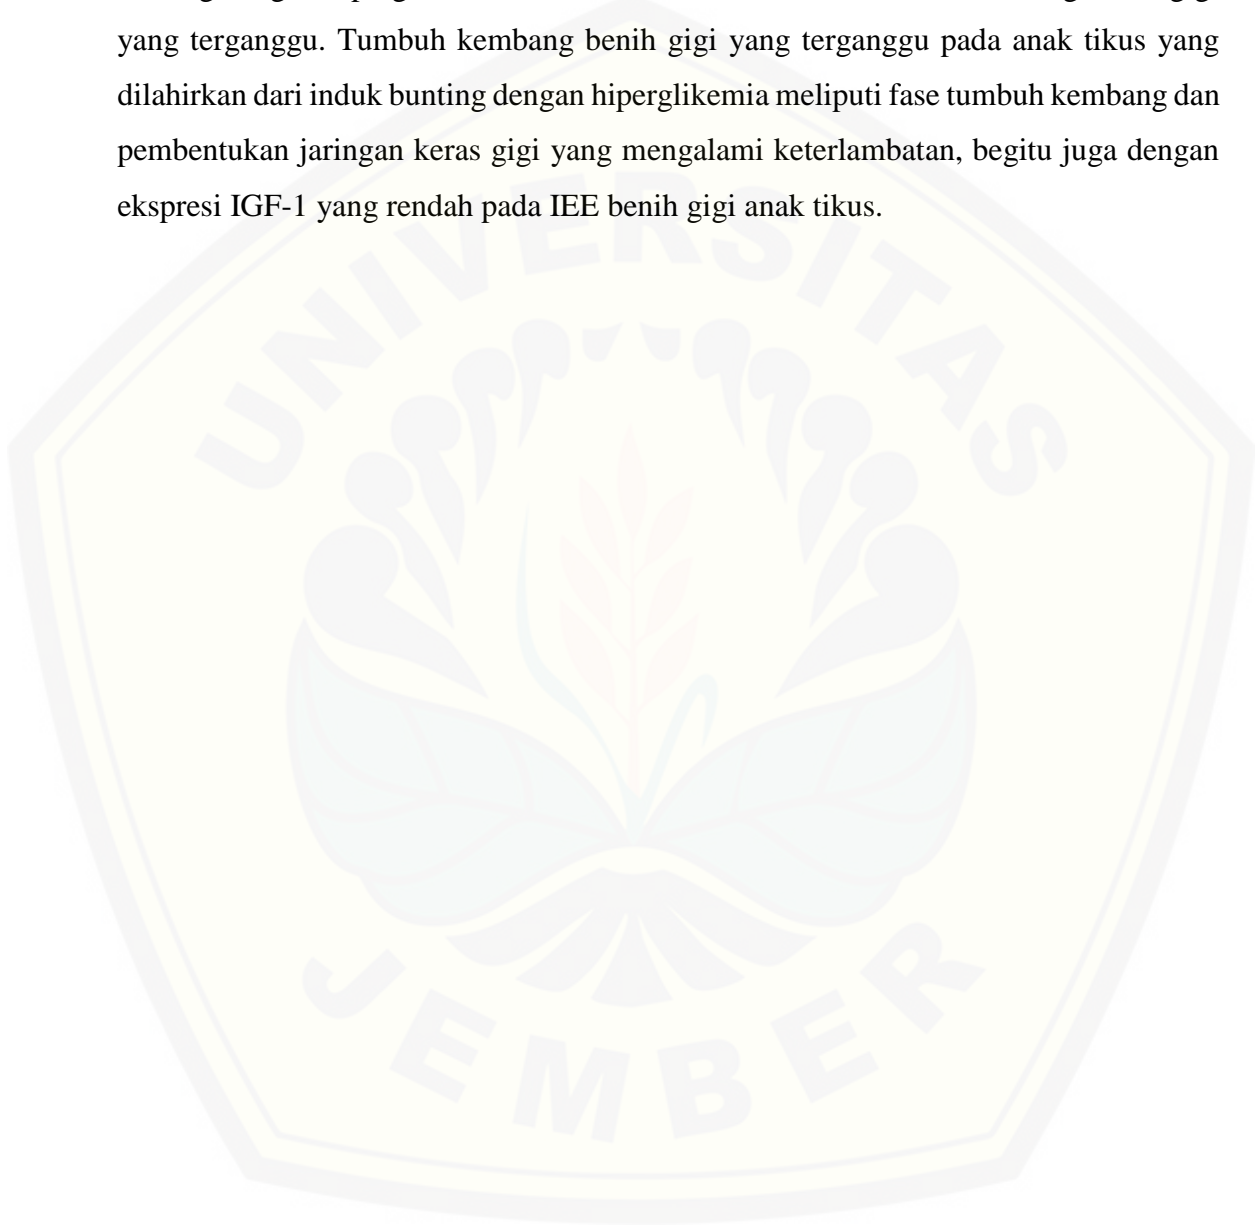 yang terganggu. Tumbuh kembang benih gigi yang terganggu pada anak tikus yang
dilahirkan dari induk bunting dengan hiperglikemia meliputi fase tumbuh kembang dan
pembentukan jaringan keras gigi yang mengalami keterlambatan, begitu juga dengan
ekspresi IGF-1 yang rendah pada IEE benih gigi anak tikus.
UNIVERSITAS
JEMBER